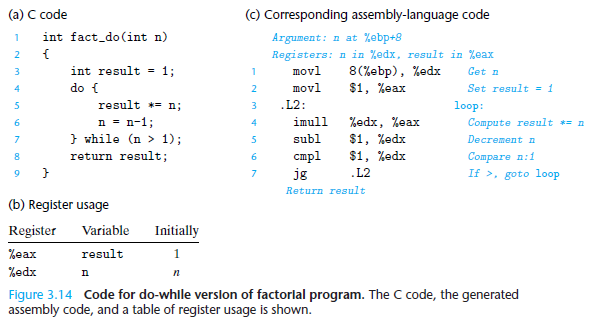 (a) C code
1 int fact_do(int n)
2 {
3 int result = 1;
4 do {
5 result *= n;
6 n = n-1;
7 } while (n > 1);
8 return result;
9 }
(b) Register usage
Register Variable Initially
%eax result 1
%edx n n
(c) Corresponding assembly-language code
Argument: n at %ebp+8
Registers: n in %edx, result in %eax
1 movl 8(%ebp), %edx Get n
2 movl $1, %eax Set result = 1
3 .L2: loop:
4 imull %edx, %eax Compute result *= n
5 subl $1, %edx Decrement n
6 cmpl $1, %edx Compare n:1
7 jg .L2 If >, goto loop
Return result
Figure 3.14 Code for do-while version of factorial program. The C code, the generated
assembly code, and a table of register usage is shown.